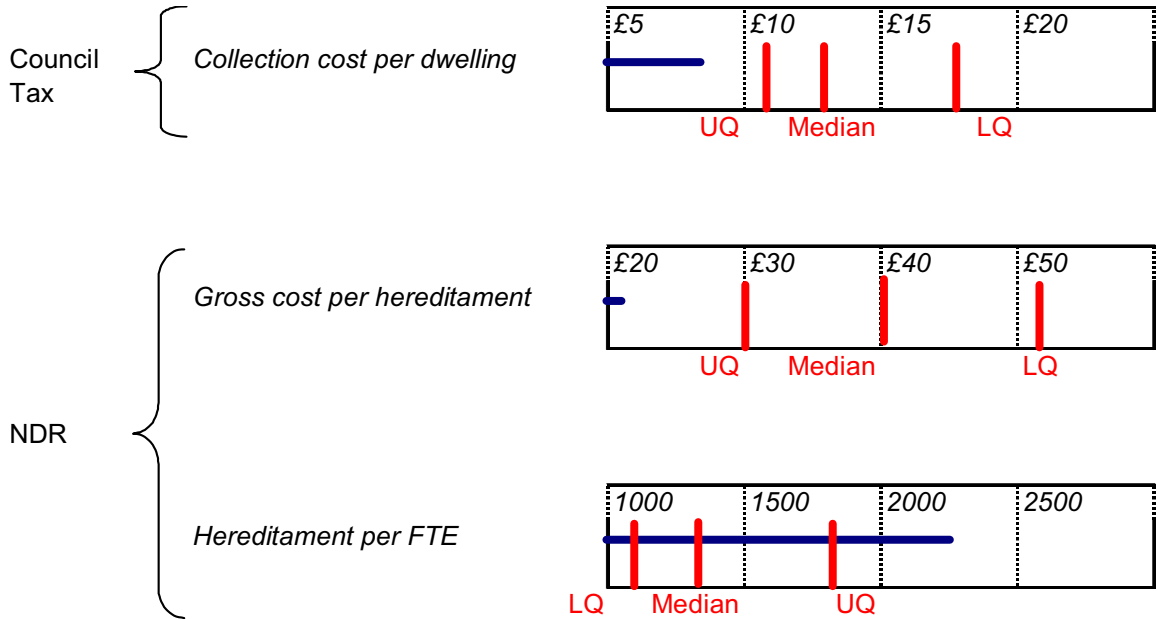 £5 £10 £15 £20
Council Tax
Collection cost per dwelling
UQ Median LQ
£20 £30 £40 £50
Gross cost per hereditament
UQ Median LQ
NDR
1000 1500 2000 2500
Hereditament per FTE
LQ Median UQ